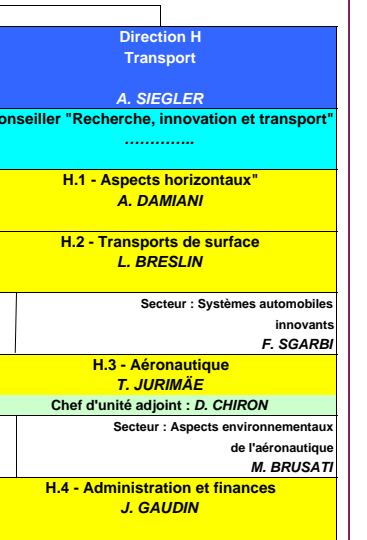 Direction H
Transport
A. SIEGLER
onseiller "Recherche, innovation et transport"
…………..
H.1 - Aspects horizontaux"
A. DAMIANI
H.2 - Transports de surface
L. BRESLIN
Secteur : Systèmes automobiles
innovants
F. SGARBI
H.3 - Aéronautique
T. JURIMÄE
Chef d'unité adjoint : D. CHIRON
Secteur : Aspects environnementaux
de l'aéronautique
M. BRUSATI
H.4 - Administration et finances
J. GAUDIN